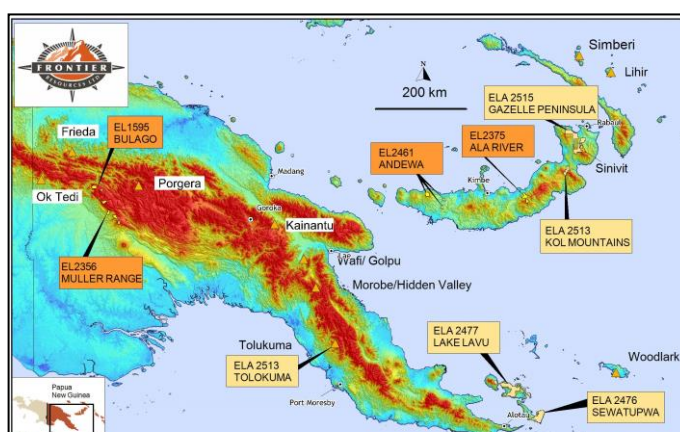 FRONTIER
RESOURCES LTD
Simberi
Lihir
200 km
ELA 2515
GAZELLE PENINSULA
Rabaul
Frieda
EL1595
BULAGO
EL2461
ANDEWA
EL2375
ALA RIVER
Sinivit
Ok Tedi
Porgera
Madang
Kimbe
Goroka
Kainantu
ELA 2513
KOL MOUNTAINS
EL2356
MULLER RANGE
Lae
Wafi/ Golpu
Morobe/Hidden Valley
Tolukuma
ELA 2513
TOLOKUMA
ELA 2477
LAKE LAVU
Woodlark
Port Moresby
Alotau
ELA 2476
SEWATUPWA
Papua
New Guinea